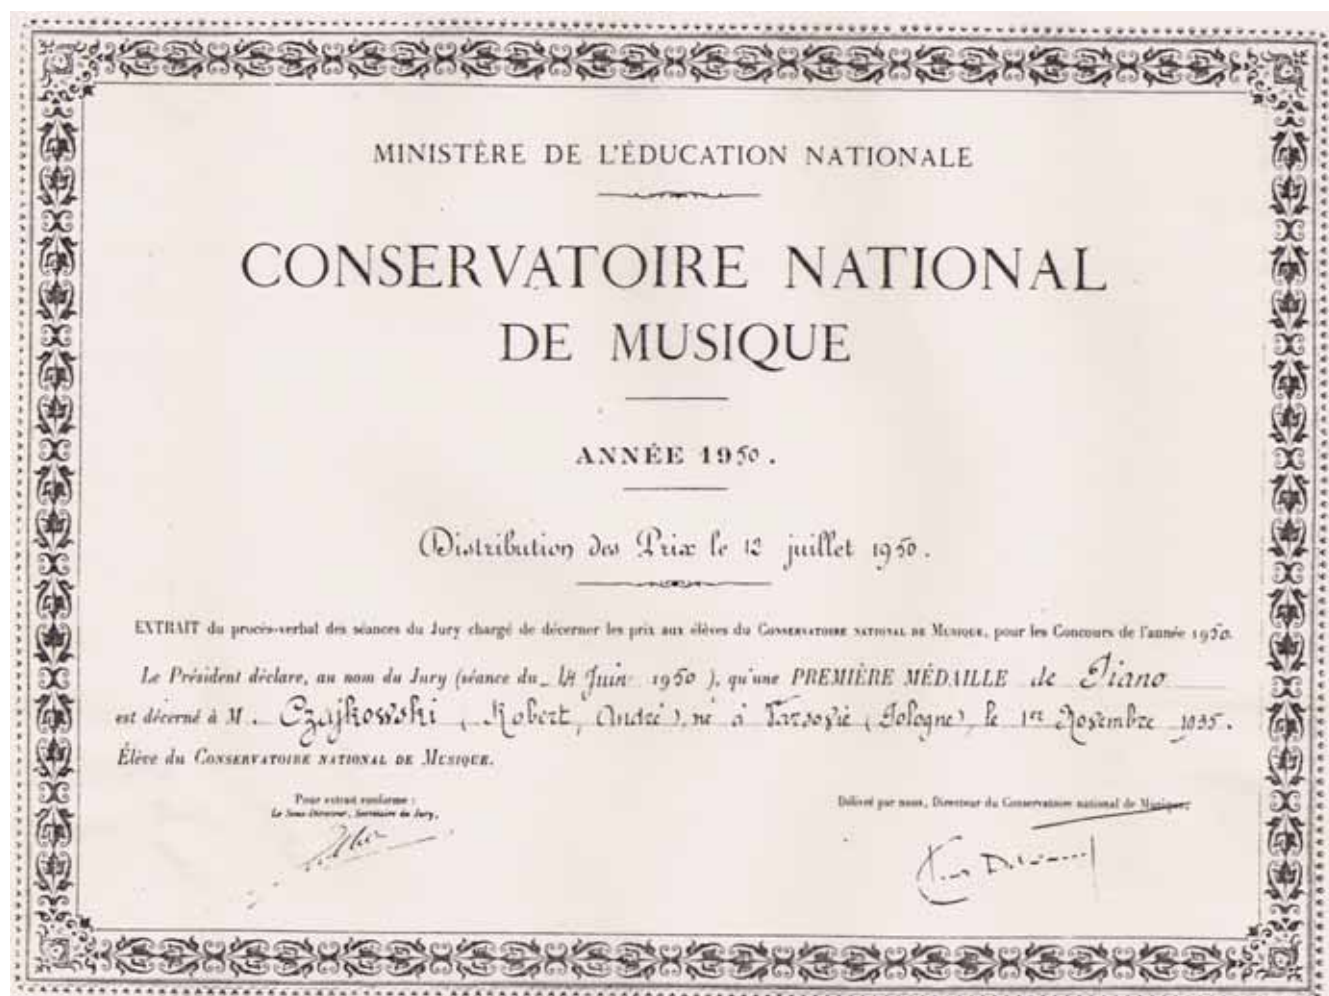 MINISTÈRE DE L'ÉDUCATION NATIONALE
CONSERVATOIRE NATIONAL
DE MUSIQUE
ANNÉE 1950.
Distribution des Prix le 12 juillet 1950.
EXTRAIT du procès-verbal des séances du Jury chargé de décerner les prix aux élèves du CONSERVATOIRE NATIONAL DE MUSIQUE, pour les Concours de l'année 1950.
Le Président déclare, au nom du Jury (séance du 14 Juin 1950), qu'une PREMIÈRE MÉDAILLE de Piano
est décerné à M. Czajkowski (Robert, André), né à Varsovie (Pologne), le 1er Novembre 1935.
Élève du CONSERVATOIRE NATIONAL DE MUSIQUE.
Pour extrait conforme :
Le Sous-Directeur, Secrétaire du Jury,
Délivré par nous, Directeur du Conservatoire national de Musique,